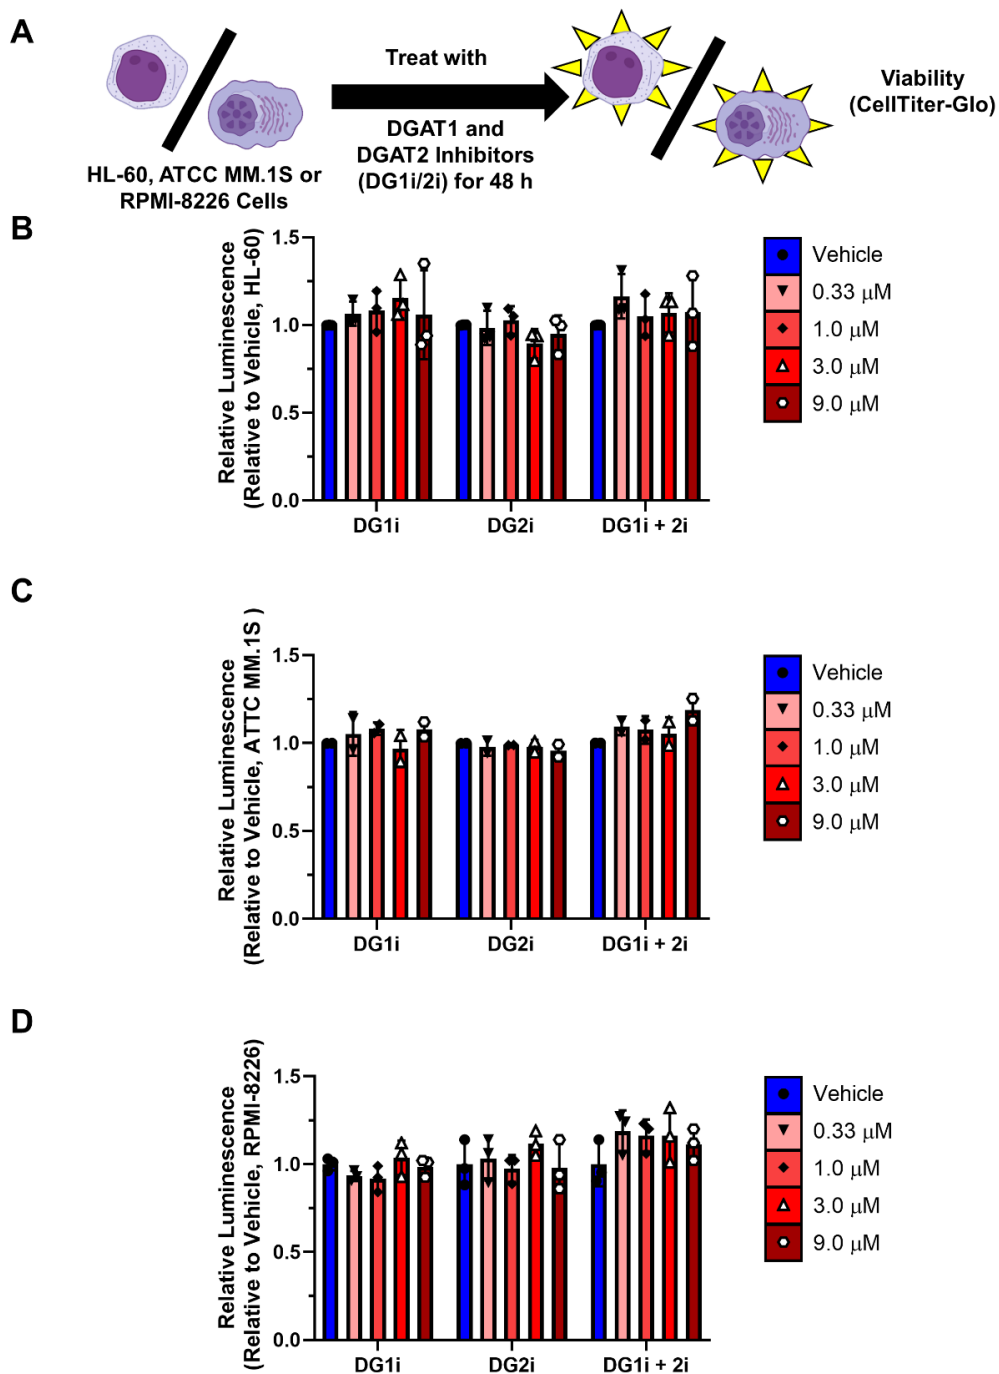 A
Treat with
DGAT1 and
DGAT2 Inhibitors
(DG1i/2i) for 48 h
HL-60, ATCC MM.1S or
RPMI-8226 Cells
Viability
(CellTiter-Glo)
B
Relative Luminescence
(Relative to Vehicle, HL-60)
1.5
1.0
0.5
0.0
DG1i
DG2i
DG1i + 2i
Vehicle
0.33 μM
1.0 μM
3.0 μM
9.0 μM
C
Relative Luminescence
(Relative to Vehicle, ATTC MM.1S )
1.5
1.0
0.5
0.0
DG1i
DG2i
DG1i + 2i
Vehicle
0.33 μM
1.0 μM
3.0 μM
9.0 μM
D
Relative Luminescence
(Relative to Vehicle, RPMI-8226)
1.5
1.0
0.5
0.0
DG1i
DG2i
DG1i + 2i
Vehicle
0.33 μM
1.0 μM
3.0 μM
9.0 μM